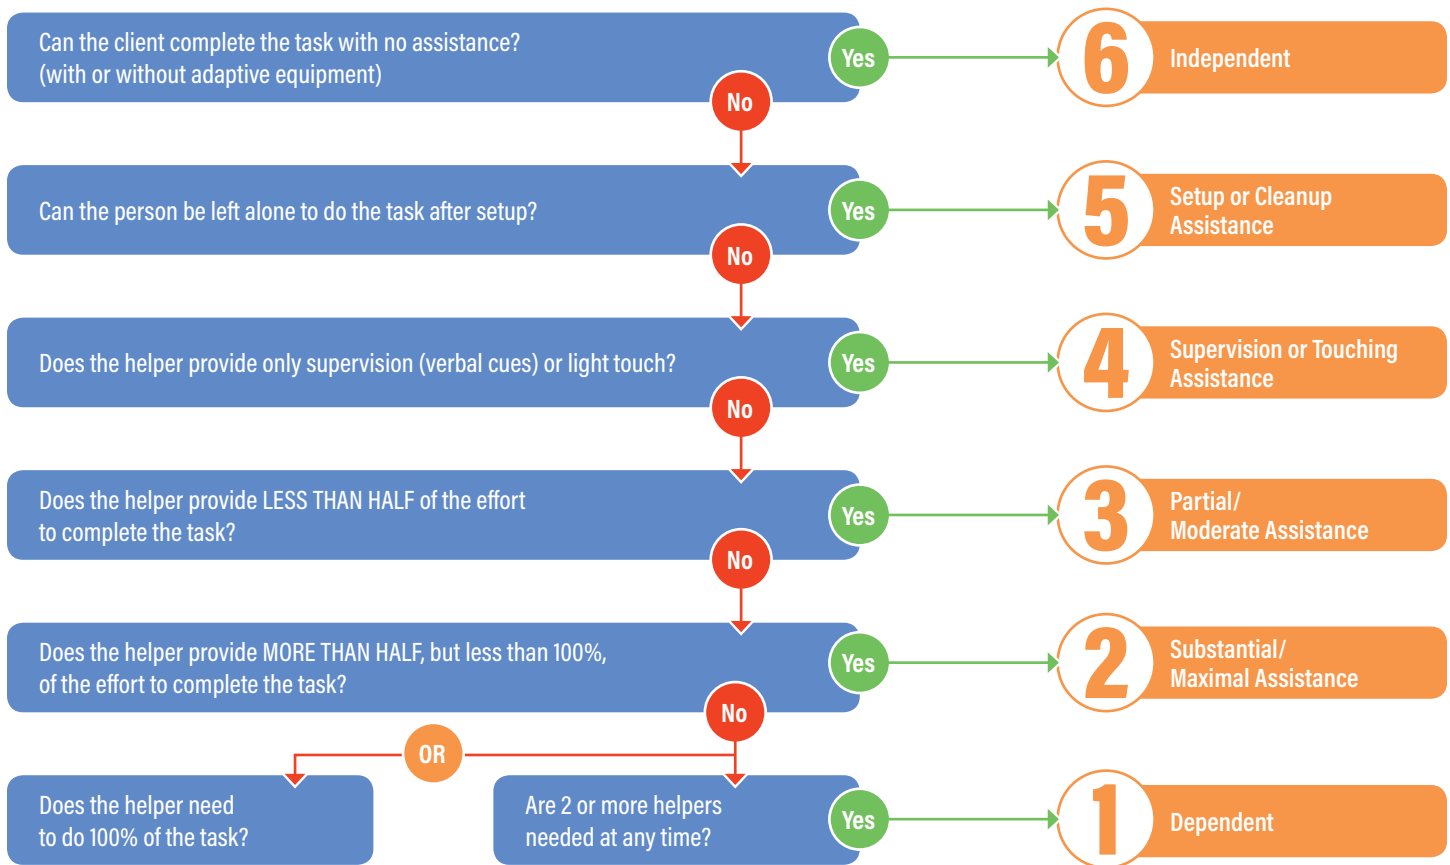 Can the client complete the task with no assistance?
(with or without adaptive equipment)
Yes
6
Independent
No
Can the person be left alone to do the task after setup?
Yes
5
Setup or Cleanup
Assistance
No
Does the helper provide only supervision (verbal cues) or light touch?
Yes
4
Supervision or Touching
Assistance
No
Does the helper provide LESS THAN HALF of the effort
to complete the task?
Yes
3
Partial/
Moderate Assistance
No
Does the helper provide MORE THAN HALF, but less than 100%,
of the effort to complete the task?
Yes
2
Substantial/
Maximal Assistance
No
OR
Does the helper need
to do 100% of the task?
Are 2 or more helpers
needed at any time?
Yes
1
Dependent